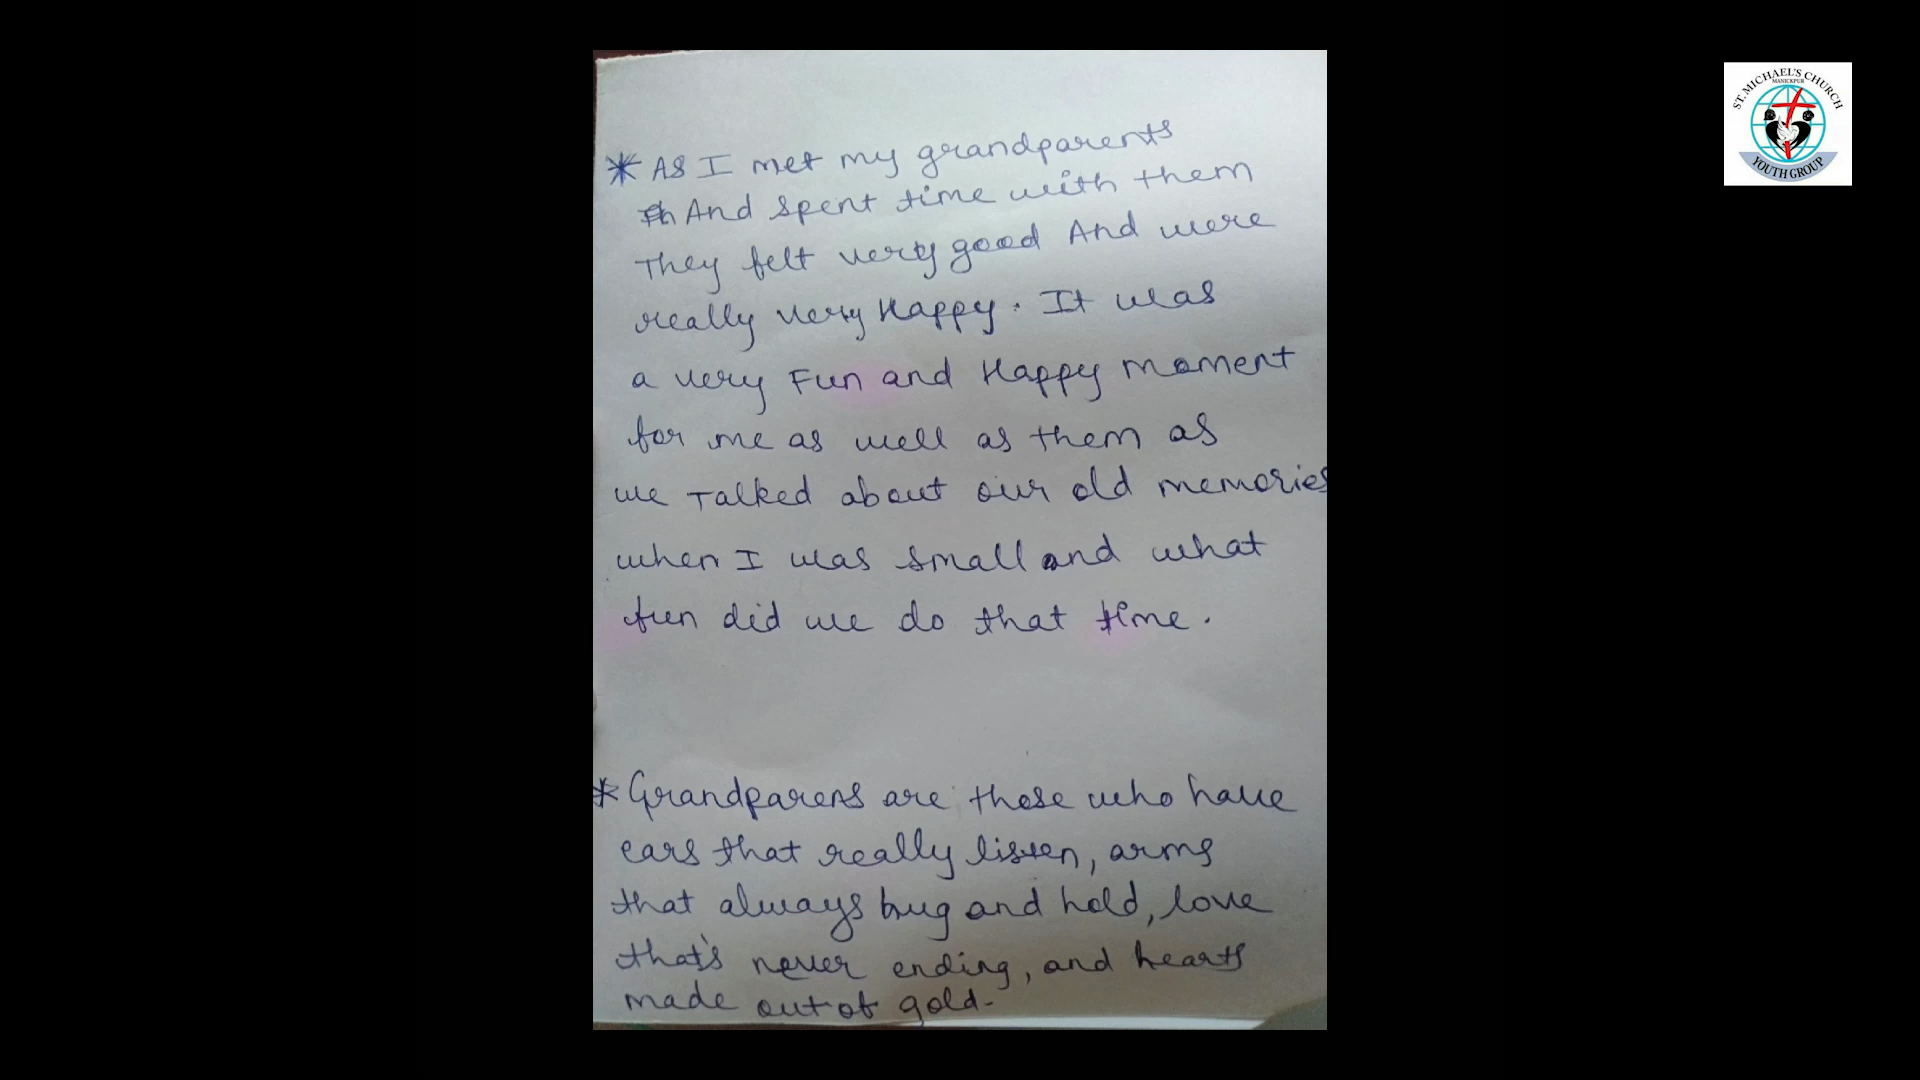 * As I met my grandparents
And spent time with them
They felt very good And were
really very Happy. It was
a very Fun and Happy moment
for me as well as them as
we Talked about our old memories
when I was small and what
fun did we do that time.
* Grandparens are those who have
ears that really listen, arms
that always hug and hold, love
that's never ending, and hearts
made out of gold-
ST. MICHAEL'S CHURCH
MANICKPUR
YOUTH GROUP